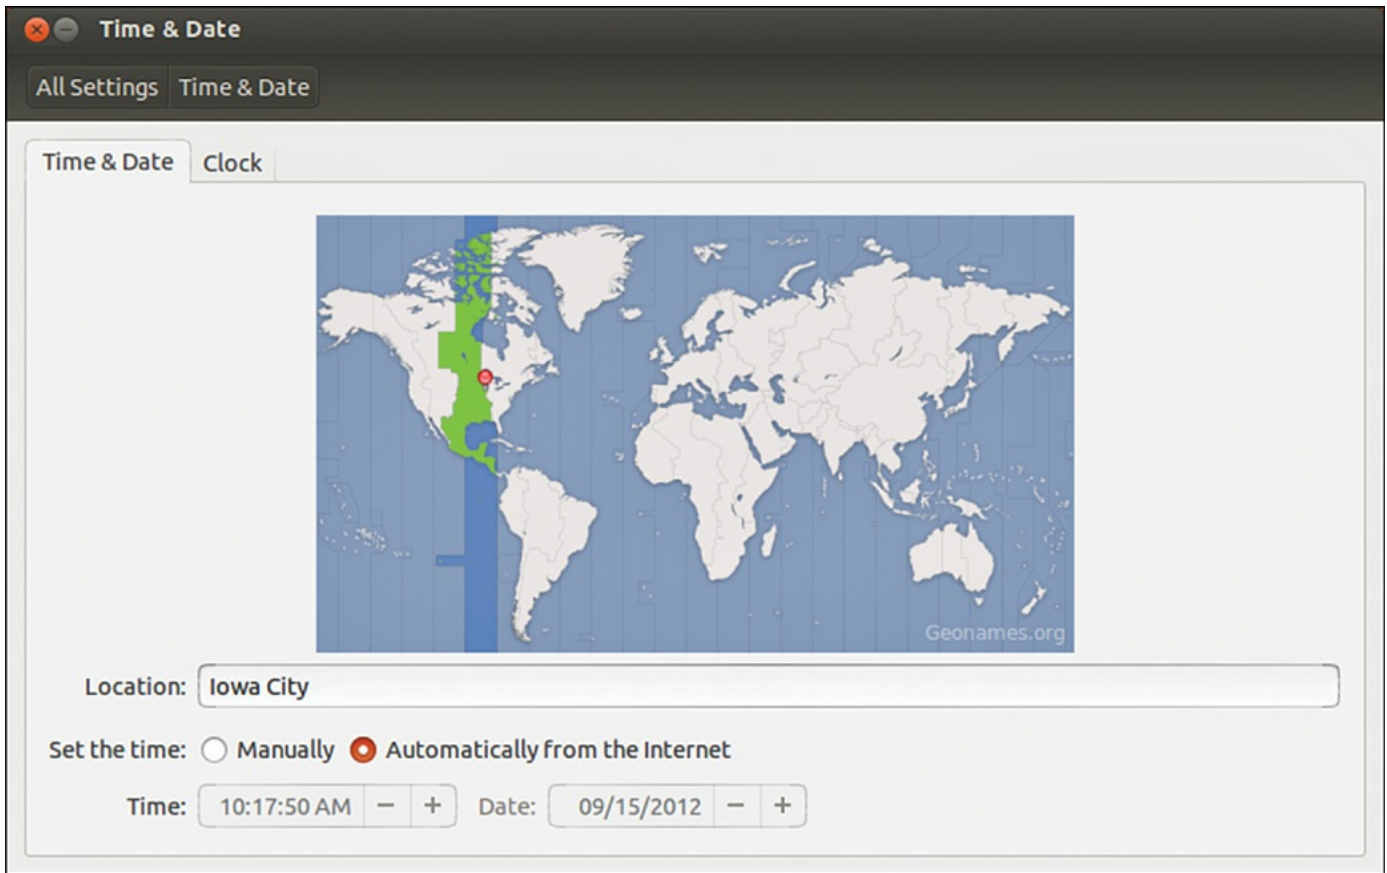 Time & Date
All Settings Time & Date
Time & Date Clock
Geonames.org
Location: Iowa City
Set the time: Manually Automatically from the Internet
Time: 10:17:50 AM − + Date: 09/15/2012 − +